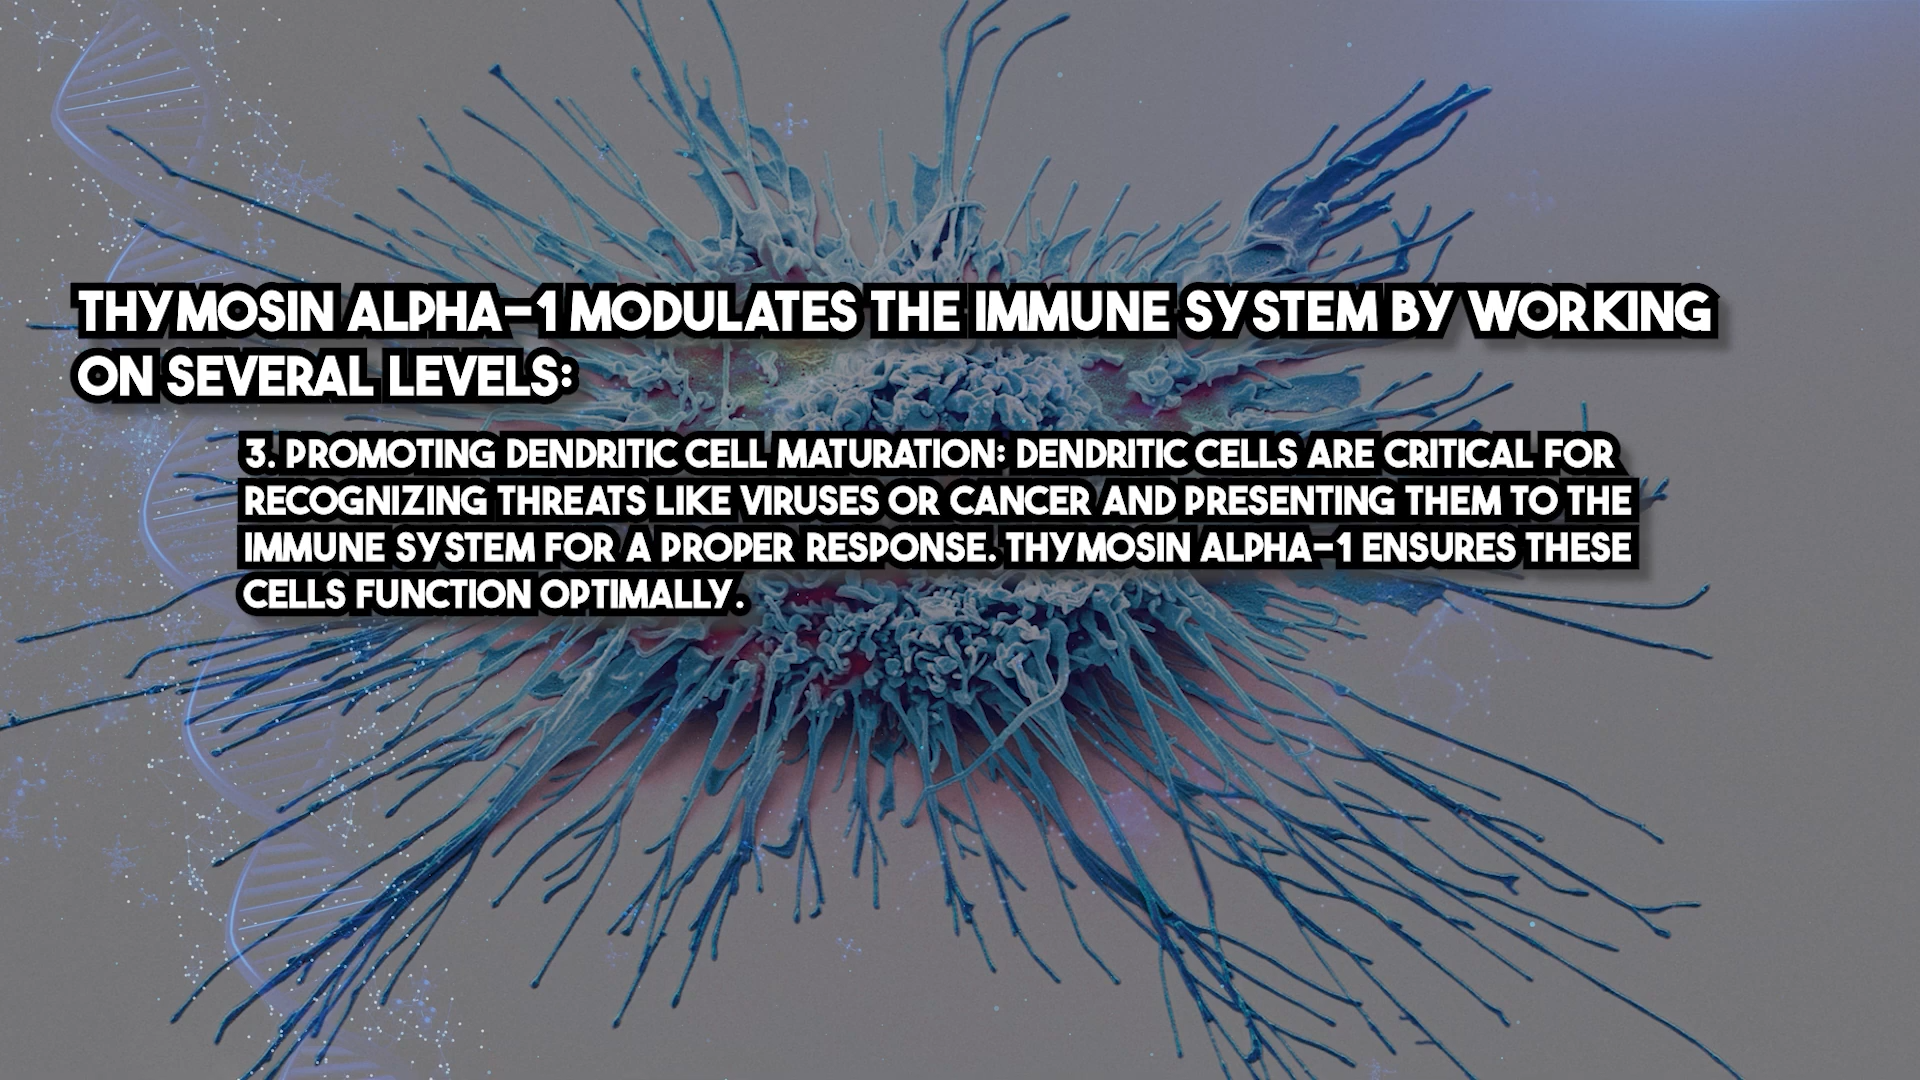 THYMOSIN ALPHA-1 MODULATES THE IMMUNE SYSTEM BY WORKING
ON SEVERAL LEVELS:
3. PROMOTING DENDRITIC CELL MATURATION: DENDRITIC CELLS ARE CRITICAL FOR
RECOGNIZING THREATS LIKE VIRUSES OR CANCER AND PRESENTING THEM TO THE
IMMUNE SYSTEM FOR A PROPER RESPONSE. THYMOSIN ALPHA-1 ENSURES THESE
CELLS FUNCTION OPTIMALLY.